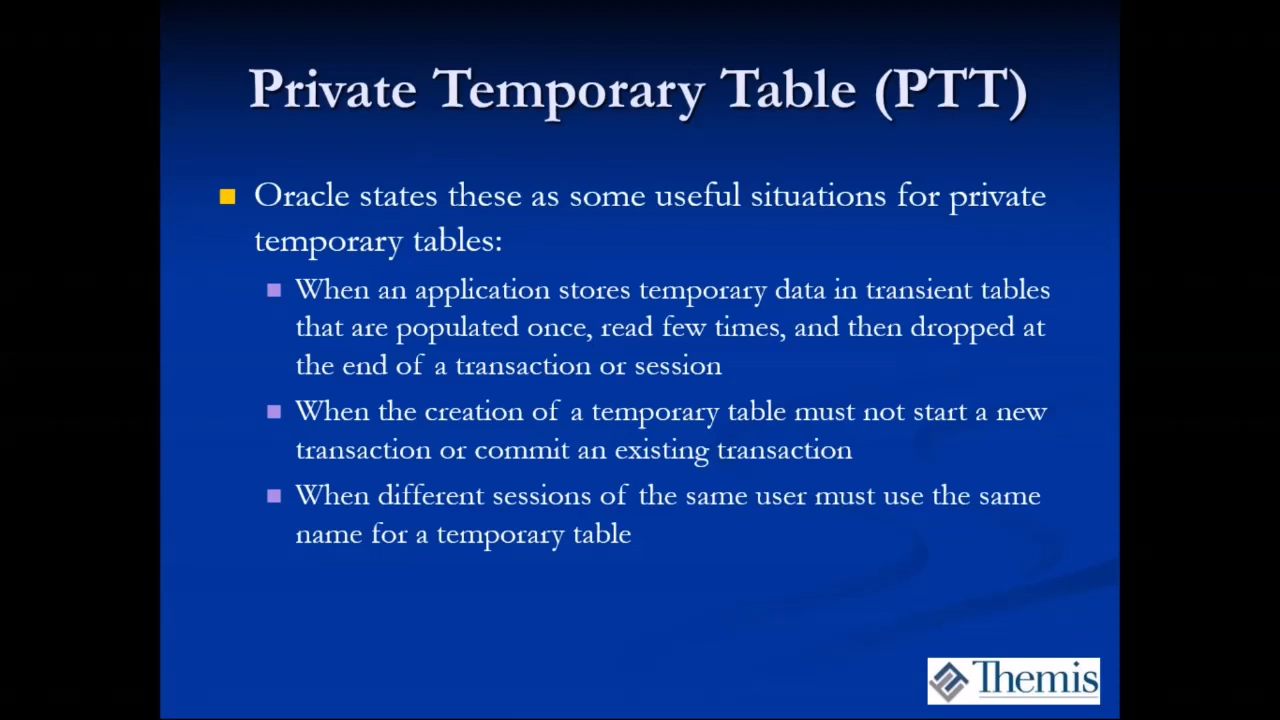 Private Temporary Table (PTT)
Oracle states these as some useful situations for private
temporary tables:
When an application stores temporary data in transient tables
that are populated once, read few times, and then dropped at
the end of a transaction or session
When the creation of a temporary table must not start a new
transaction or commit an existing transaction
When different sessions of the same user must use the same
name for a temporary table
Themis